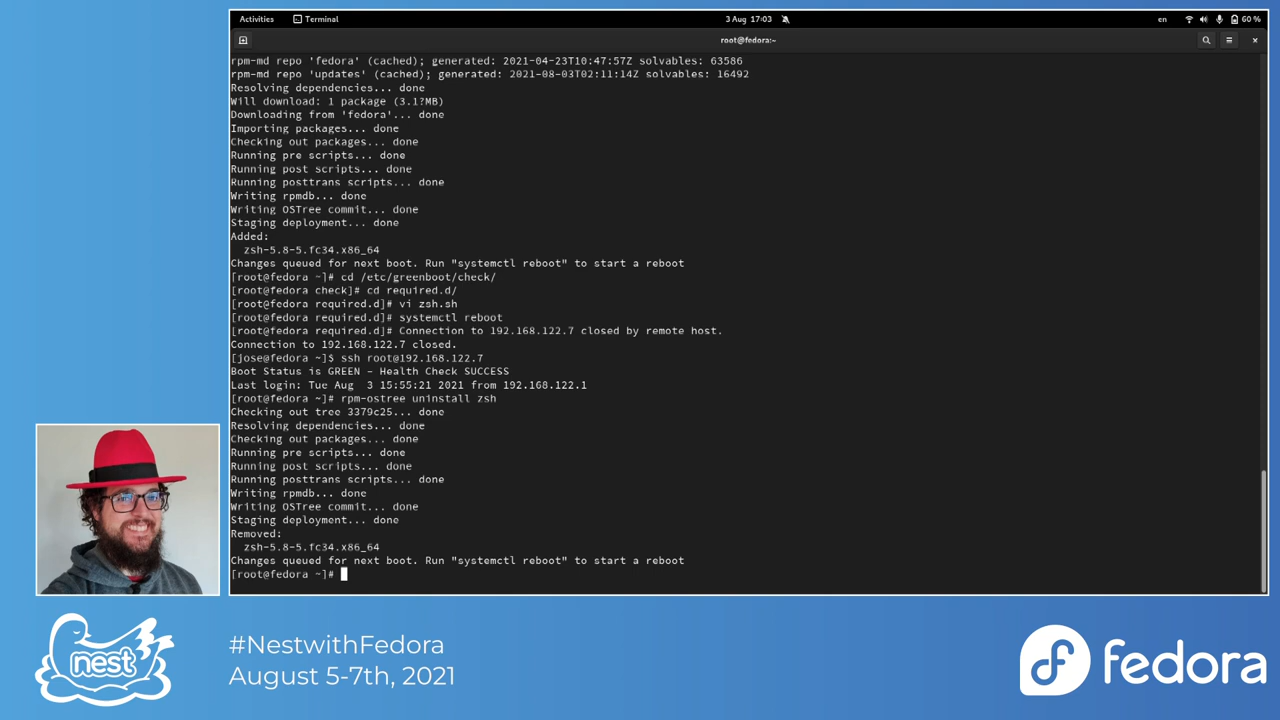 Activities Terminal 3 Aug 17:03 en 60 %
root@fedora:~
rpm-md repo 'fedora' (cached); generated: 2021-04-23T10:47:57Z solvables: 63586
rpm-md repo 'updates' (cached); generated: 2021-08-03T02:11:14Z solvables: 16492
Resolving dependencies... done
Will download: 1 package (3.1?MB)
Downloading from 'fedora'... done
Importing packages... done
Checking out packages... done
Running pre scripts... done
Running post scripts... done
Running posttrans scripts... done
Writing rpmdb... done
Writing OSTree commit... done
Staging deployment... done
Added:
  zsh-5.8-5.fc34.x86_64
Changes queued for next boot. Run "systemctl reboot" to start a reboot
[root@fedora ~]# cd /etc/greenboot/check/
[root@fedora check]# cd required.d/
[root@fedora required.d]# vi zsh.sh
[root@fedora required.d]# systemctl reboot
[root@fedora required.d]# Connection to 192.168.122.7 closed by remote host.
Connection to 192.168.122.7 closed.
[jose@fedora ~]$ ssh root@192.168.122.7
Boot Status is GREEN - Health Check SUCCESS
Last login: Tue Aug  3 15:55:21 2021 from 192.168.122.1
[root@fedora ~]# rpm-ostree uninstall zsh
Checking out tree 3379c25... done
Resolving dependencies... done
Checking out packages... done
Running pre scripts... done
Running post scripts... done
Running posttrans scripts... done
Writing rpmdb... done
Writing OSTree commit... done
Staging deployment... done
Removed:
  zsh-5.8-5.fc34.x86_64
Changes queued for next boot. Run "systemctl reboot" to start a reboot
[root@fedora ~]#
nest
#NestwithFedora
August 5-7th, 2021
fedora